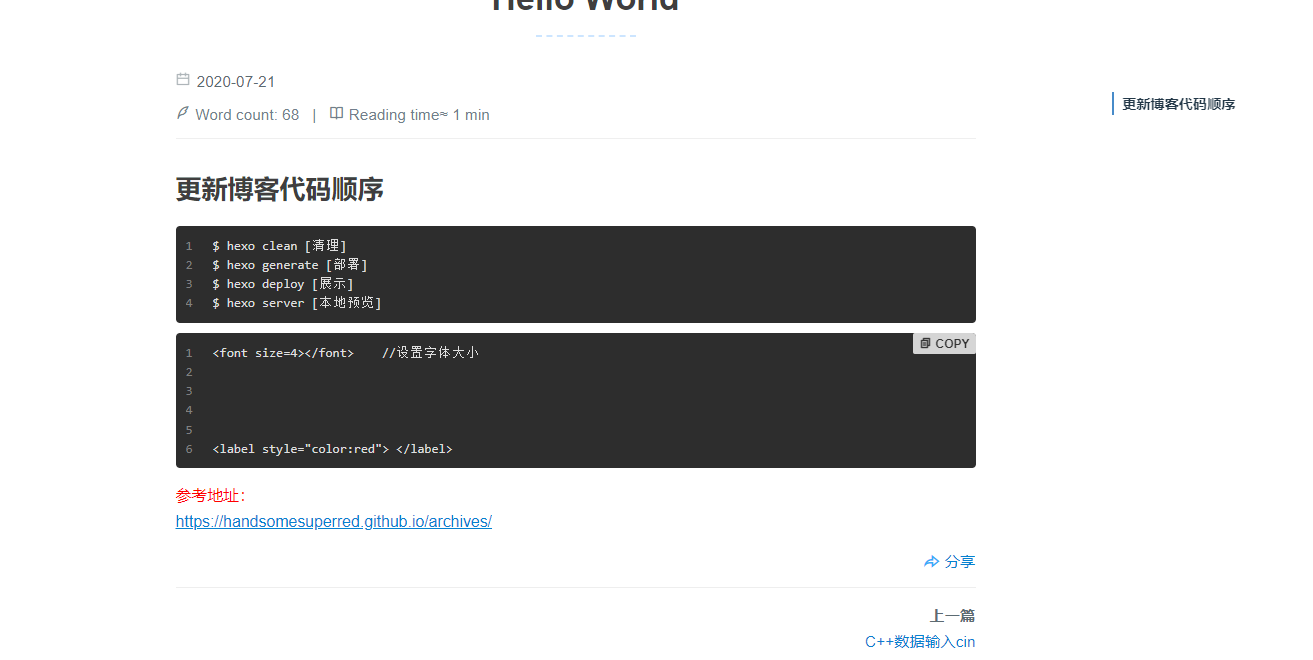 Hello World
2020-07-21
Word count: 68 | Reading time≈ 1 min
更新博客代码顺序
更新博客代码顺序
1 $ hexo clean [清理]
2 $ hexo generate [部署]
3 $ hexo deploy [展示]
4 $ hexo server [本地预览]
COPY
1 <font size=4></font> //设置字体大小
2
3
4
5
6 <label style="color:red"> </label>
参考地址：
https://handsomesuperred.github.io/archives/
分享
上一篇
C++数据输入cin